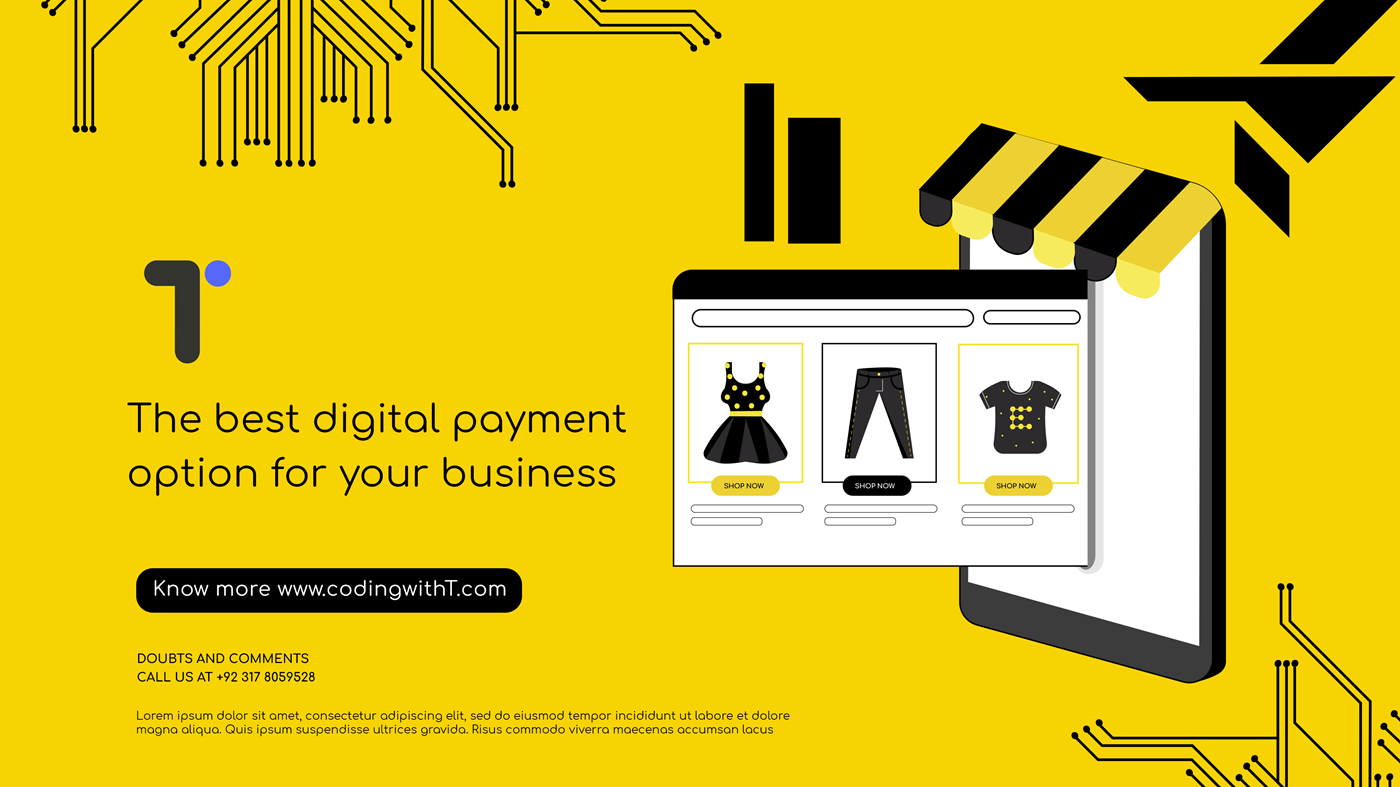 The best digital payment
option for your business
Know more www.codingwithT.com
DOUBTS AND COMMENTS
CALL US AT +92 317 8059528
Lorem ipsum dolor sit amet, consectetur adipiscing elit, sed do eiusmod tempor incididunt ut labore et dolore
magna aliqua. Quis ipsum suspendisse ultrices gravida. Risus commodo viverra maecenas accumsan lacus
SHOP NOW
SHOP NOW
SHOP NOW